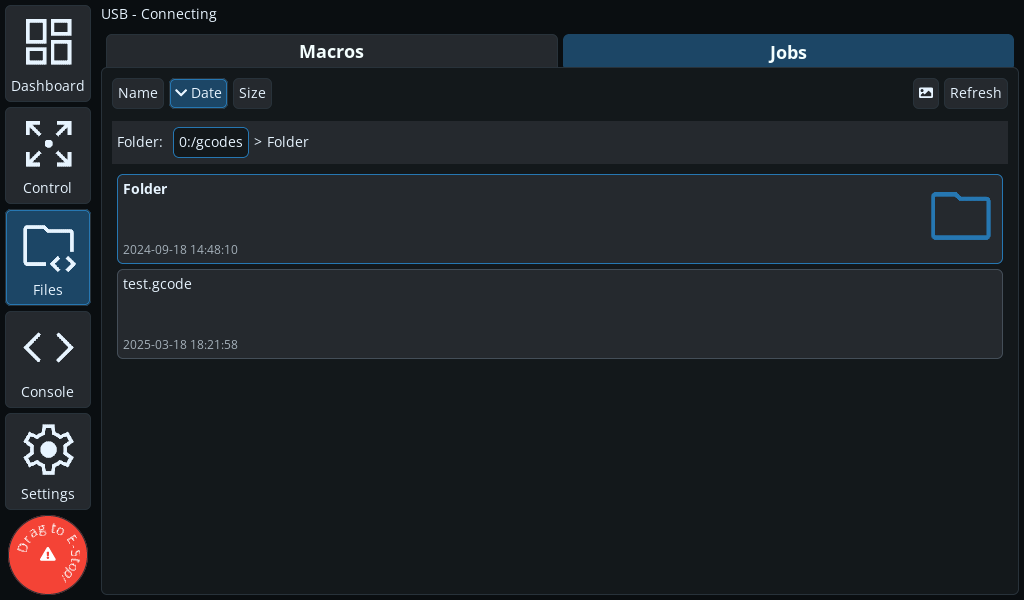 USB - Connecting
Dashboard
Control
Files
Console
Settings
Drag to E-Stop!
Macros
Jobs
Name
Date
Size
Refresh
Folder: 0:/gcodes > Folder
Folder
2024-09-18 14:48:10
test.gcode
2025-03-18 18:21:58